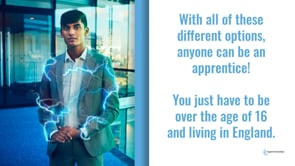 With all of these
different options,
anyone can be an
apprentice!
You just have to be
over the age of 16
and living in England.